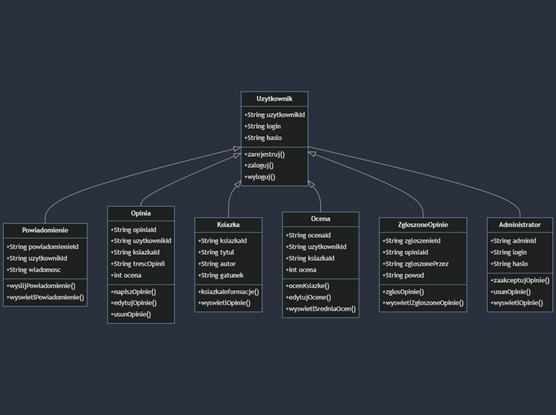 Uzytkownik
+String uzytkownikId
+String login
+String haslo
+zarejestruj()
+zaloguj()
+wyloguj()
Powiadomienie
+String powiadomienieId
+String uzytkownikId
+String wiadomosc
+wyslijPowiadomienie()
+wyswietlPowiadomienie()
Opinia
+String opiniaId
+String uzytkownikId
+String ksiazkaId
+String trescOpinii
+int ocena
+napiszOpinie()
+edytujOpinie()
+usunOpinie()
Ksiazka
+String ksiazkaId
+String tytul
+String autor
+String gatunek
+ksiazkaInformacje()
+wyswietlOpinie()
Ocena
+String ocenaId
+String uzytkownikId
+String ksiazkaId
+int ocena
+ocenKsiazke()
+edytujOcene()
+wyswietlSredniaOcen()
ZgloszoneOpinie
+String zgloszenieId
+String opiniaId
+String zgloszonePrzez
+String powod
+zglosOpinie()
+wyswietlZgloszoneOpinie()
Administrator
+String adminId
+String login
+String haslo
+zaakceptujOpinie()
+usunOpinie()
+wyswietlOpinie()